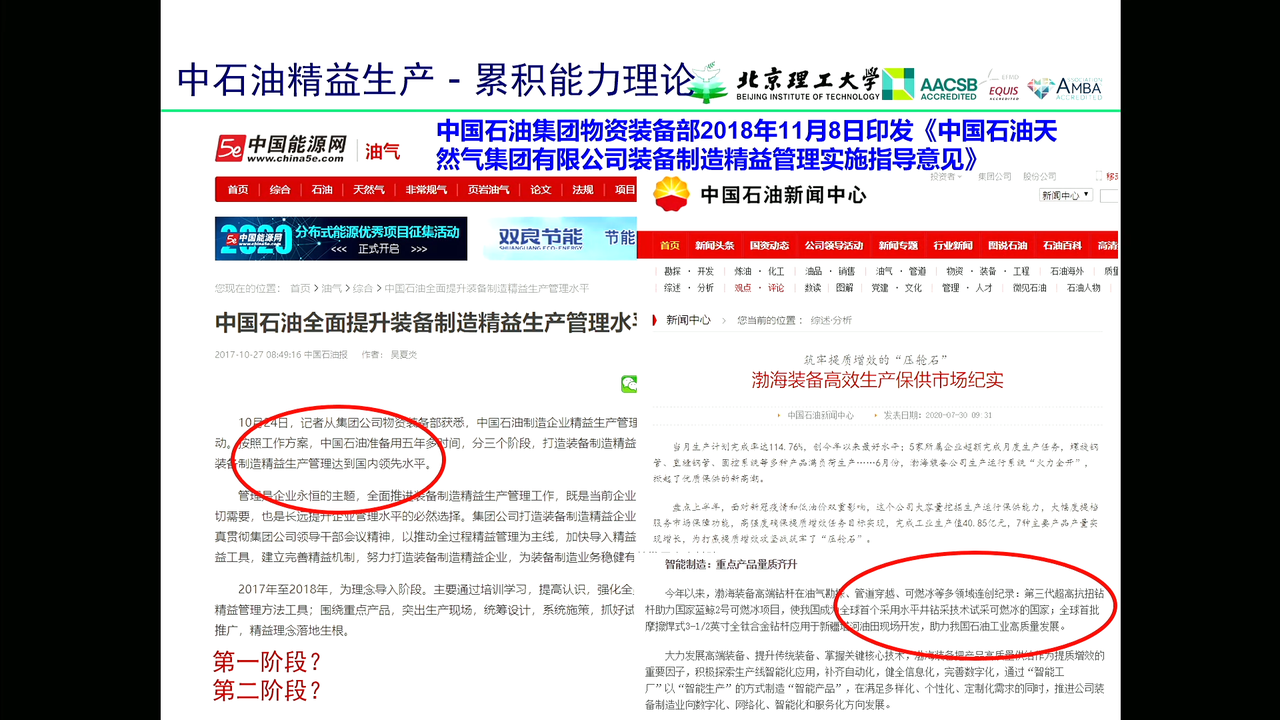 中石油精益生产 - 累积能力理论
北京理工大学
BEIJING INSTITUTE OF TECHNOLOGY
AACSB
ACCREDITED
EFMD
EQUIS
ACCREDITED
ASSOCIATION
AMBA
ACCREDITED
中国石油集团物资装备部2018年11月8日印发《中国石油天
然气集团有限公司装备制造精益管理实施指导意见》
5e 中国能源网 油气
www.china5e.com
首页 综合 石油 天然气 非常规气 页岩油气 论文 法规 项目
2020
5e 中国能源网
www.china5e.com
分布式能源优秀项目征集活动
<<< 正式开启 >>>
双良节能 节能
SHUANGLIANG ECO-ENERGY
您现在的位置： 首页 > 油气 > 综合 > 中国石油全面提升装备制造精益生产管理水平
中国石油全面提升装备制造精益生产管理水平
2017-10-27 08:49:16 中国石油报 作者： 吴夏炎
10月24日，记者从集团公司物资装备部获悉，中国石油制造企业精益生产管理
动。按照工作方案，中国石油准备用五年多时间，分三个阶段，打造装备制造精益
装备制造精益生产管理达到国内领先水平。
管理是企业永恒的主题，全面推进装备制造精益生产管理工作，既是当前企业
切需要，也是长远提升企业管理水平的必然选择。集团公司打造装备制造精益企业
真贯彻集团公司领导干部会议精神，以推动全过程精益管理为主线，加快导入精益
益工具，建立完善精益机制，努力打造装备制造精益企业，为装备制造业务稳健有
2017年至2018年，为理念导入阶段。主要通过培训学习，提高认识，强化全
精益管理方法工具；围绕重点产品，突出生产现场，统筹设计，系统施策，抓好试
推广，精益理念落地生根。
第一阶段？
第二阶段？
投资者 集团公司 股份公司
中国石油新闻中心
新闻中心
首页 新闻头条 国资动态 公司领导活动 新闻专题 行业新闻 图说石油 石油百科 高清
勘探 · 开发 炼油 · 化工 油品 · 销售 油气 · 管道 物资 · 装备 · 工程 石油海外 质量
综述 · 分析 观点 · 评论 数读 图解 党建 · 文化 管理 · 人才 微见石油 石油人物
新闻中心 > 您当前的位置： 综述·分析
筑牢提质增效的“压舱石”
渤海装备高效生产保供市场纪实
中国石油新闻中心 发表日期：2020-07-30 09:31
当月生产计划完成率达114.76%，创今年以来最好水平；5家所属企业超额完成月度生产任务，螺旋钢
管、直缝钢管、固控系统等多种产品满负荷生产……6月份，渤海装备公司生产运行系统“火力全开”，
掀起了优质保供的新高潮。
盘点上半年，面对新冠疫情和低油价双重影响，这个公司大容量挖掘生产运行保供能力，大幅度提档
服务市场保障功能，高强度确保提质增效任务目标实现，完成工业生产值40.85亿元，7种主要产品产量实
现增长，为打赢提质增效攻坚战筑牢了“压舱石”。
智能制造：重点产品量质齐升
今年以来，渤海装备高端钻杆在油气勘探、管道穿越、可燃冰等多领域连创纪录：第三代超高抗扭钻
杆助力国家蓝鲸2号可燃冰项目，使我国成为全球首个采用水平井钻采技术试采可燃冰的国家；全球首批
摩擦焊式3-1/2英寸全钛合金钻杆应用于新疆塔河油田现场开发，助力我国石油工业高质量发展。
大力发展高端装备、提升传统装备、掌握关键核心技术，渤海装备把产品高质量供给作为提质增效的
重要因子，积极探索生产线智能化应用，补齐自动化，健全信息化，完善数字化，通过“智能工
厂”以“智能生产”的方式制造“智能产品”，在满足多样化、个性化、定制化需求的同时，推进公司装
备制造业向数字化、网络化、智能化和服务化方向发展。